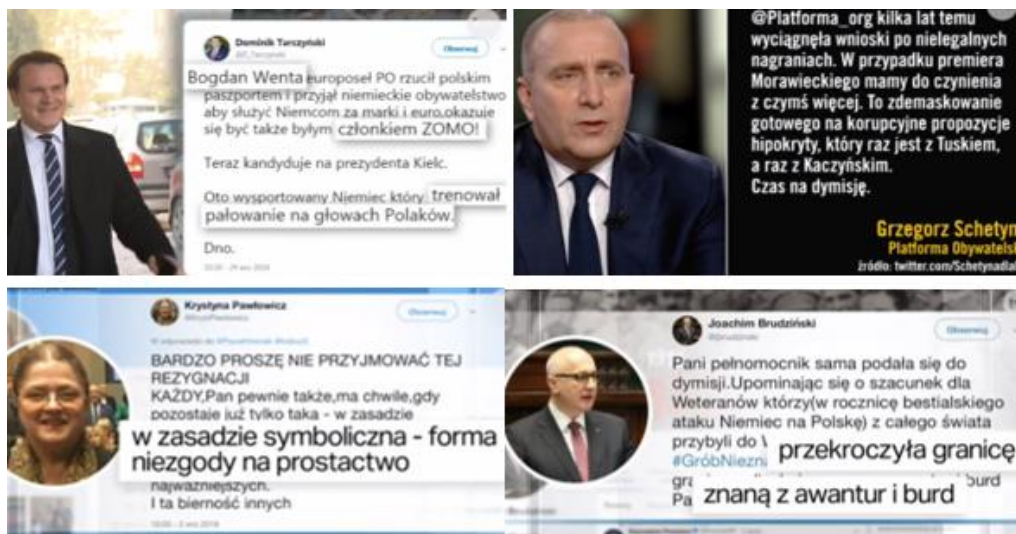 Dominik Tarczyński
Obserwuj
Bogdan Wenta europoseł PO rzucił polskim
paszportem i przyjął niemieckie obywatelstwo
aby służyć Niemcom za marki i euro,okazuje
się być także byłym członkiem ZOMO!
Teraz kandyduje na prezydenta Kielc.
Oto wysportowany Niemiec który trenował
pałowanie na głowach Polaków.
Dno.
@Platforma_org kilka lat temu
wyciągnęła wnioski po nielegalnych
nagraniach. W przypadku premiera
Morawieckiego mamy do czynienia
z czymś więcej. To zdemaskowanie
gotowego na korupcyjne propozycje
hipokryty, który raz jest z Tuskiem,
a raz z Kaczyńskim.
Czas na dymisję.
Grzegorz Schetyn
Platforma Obywatelsk
źródło: twitter.com/Schetynadla
Krystyna Pawłowicz
Obserwuj
BARDZO PROSZĘ NIE PRZYJMOWAĆ TEJ
REZYGNACJI
KAŻDY,Pan pewnie także,ma chwile,gdy
pozostaje już tylko taka - w zasadzie
w zasadzie symboliczna - forma
niezgody na prostactwo
najważniejszych.
I ta bierność innych
Joachim Brudziński
Obserwuj
Pani pełnomocnik sama podała się do
dymisji.Upominając się o szacunek dla
Weteranów którzy(w rocznicę bestialskiego
ataku Niemiec na Polskę) z całego świata
przybyli do
#GróbNiezna
przekroczyła granicę
burd
znaną z awantur i burd